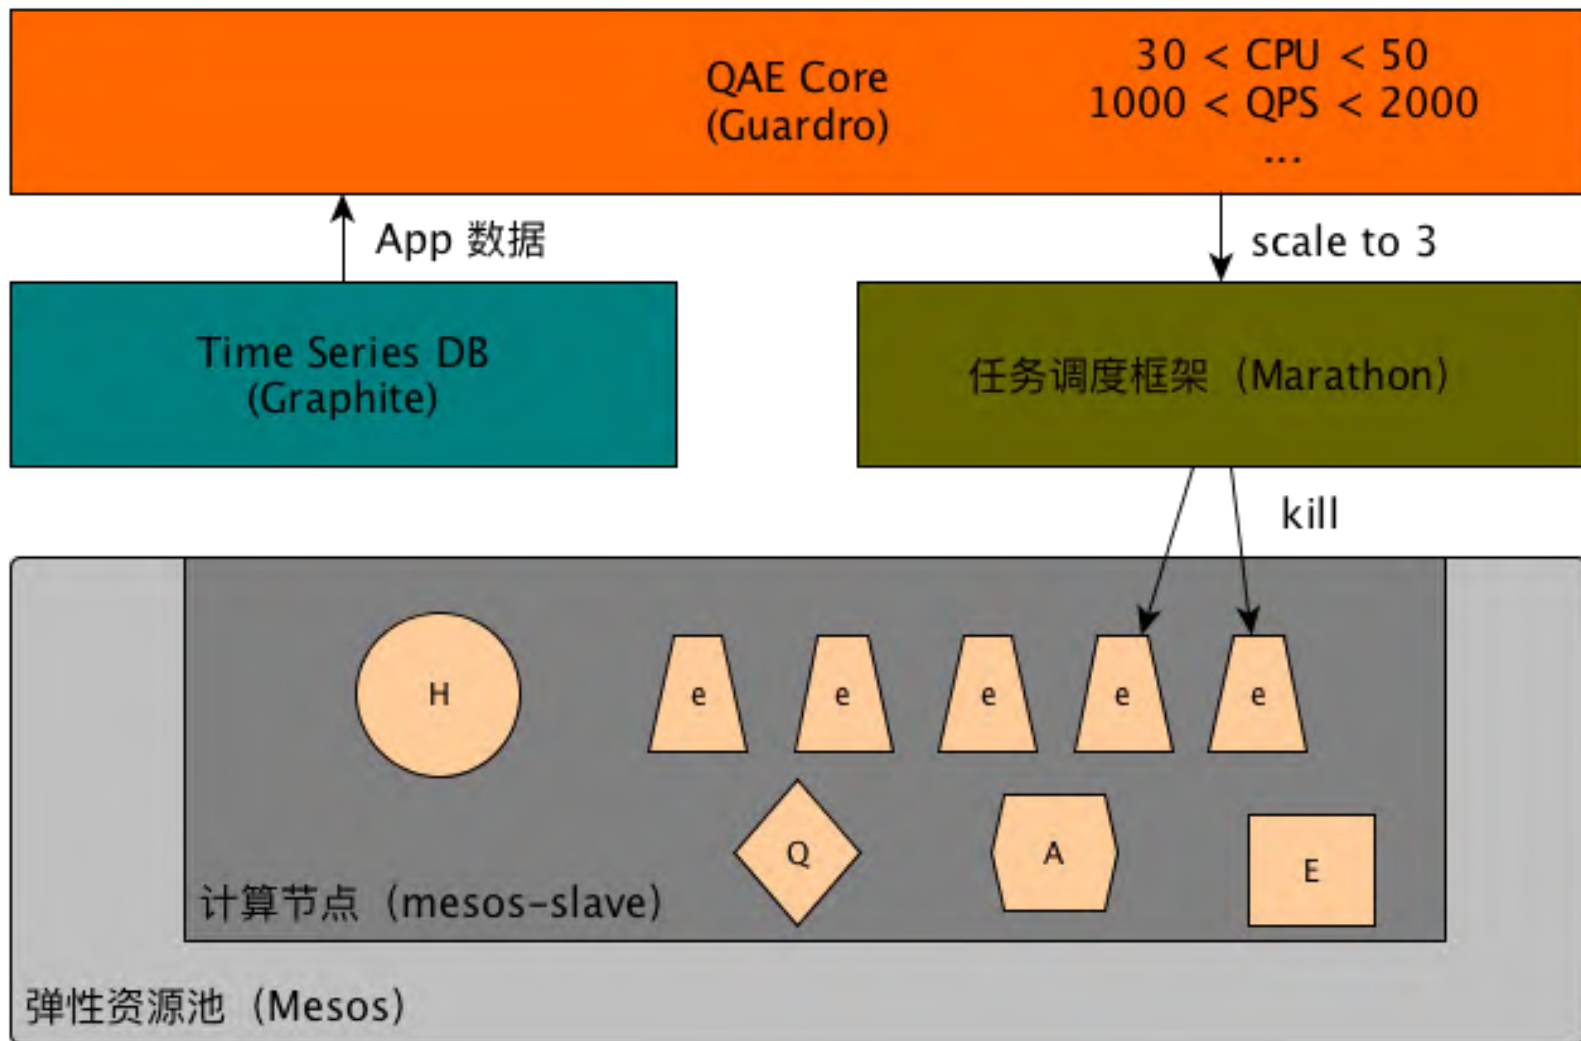 QAE Core
(Guardro)
30 < CPU < 50
1000 < QPS < 2000
...
App 数据
scale to 3
Time Series DB
(Graphite)
任务调度框架（Marathon）
kill
H
e
e
e
e
e
Q
A
E
计算节点（mesos-slave）
弹性资源池（Mesos）